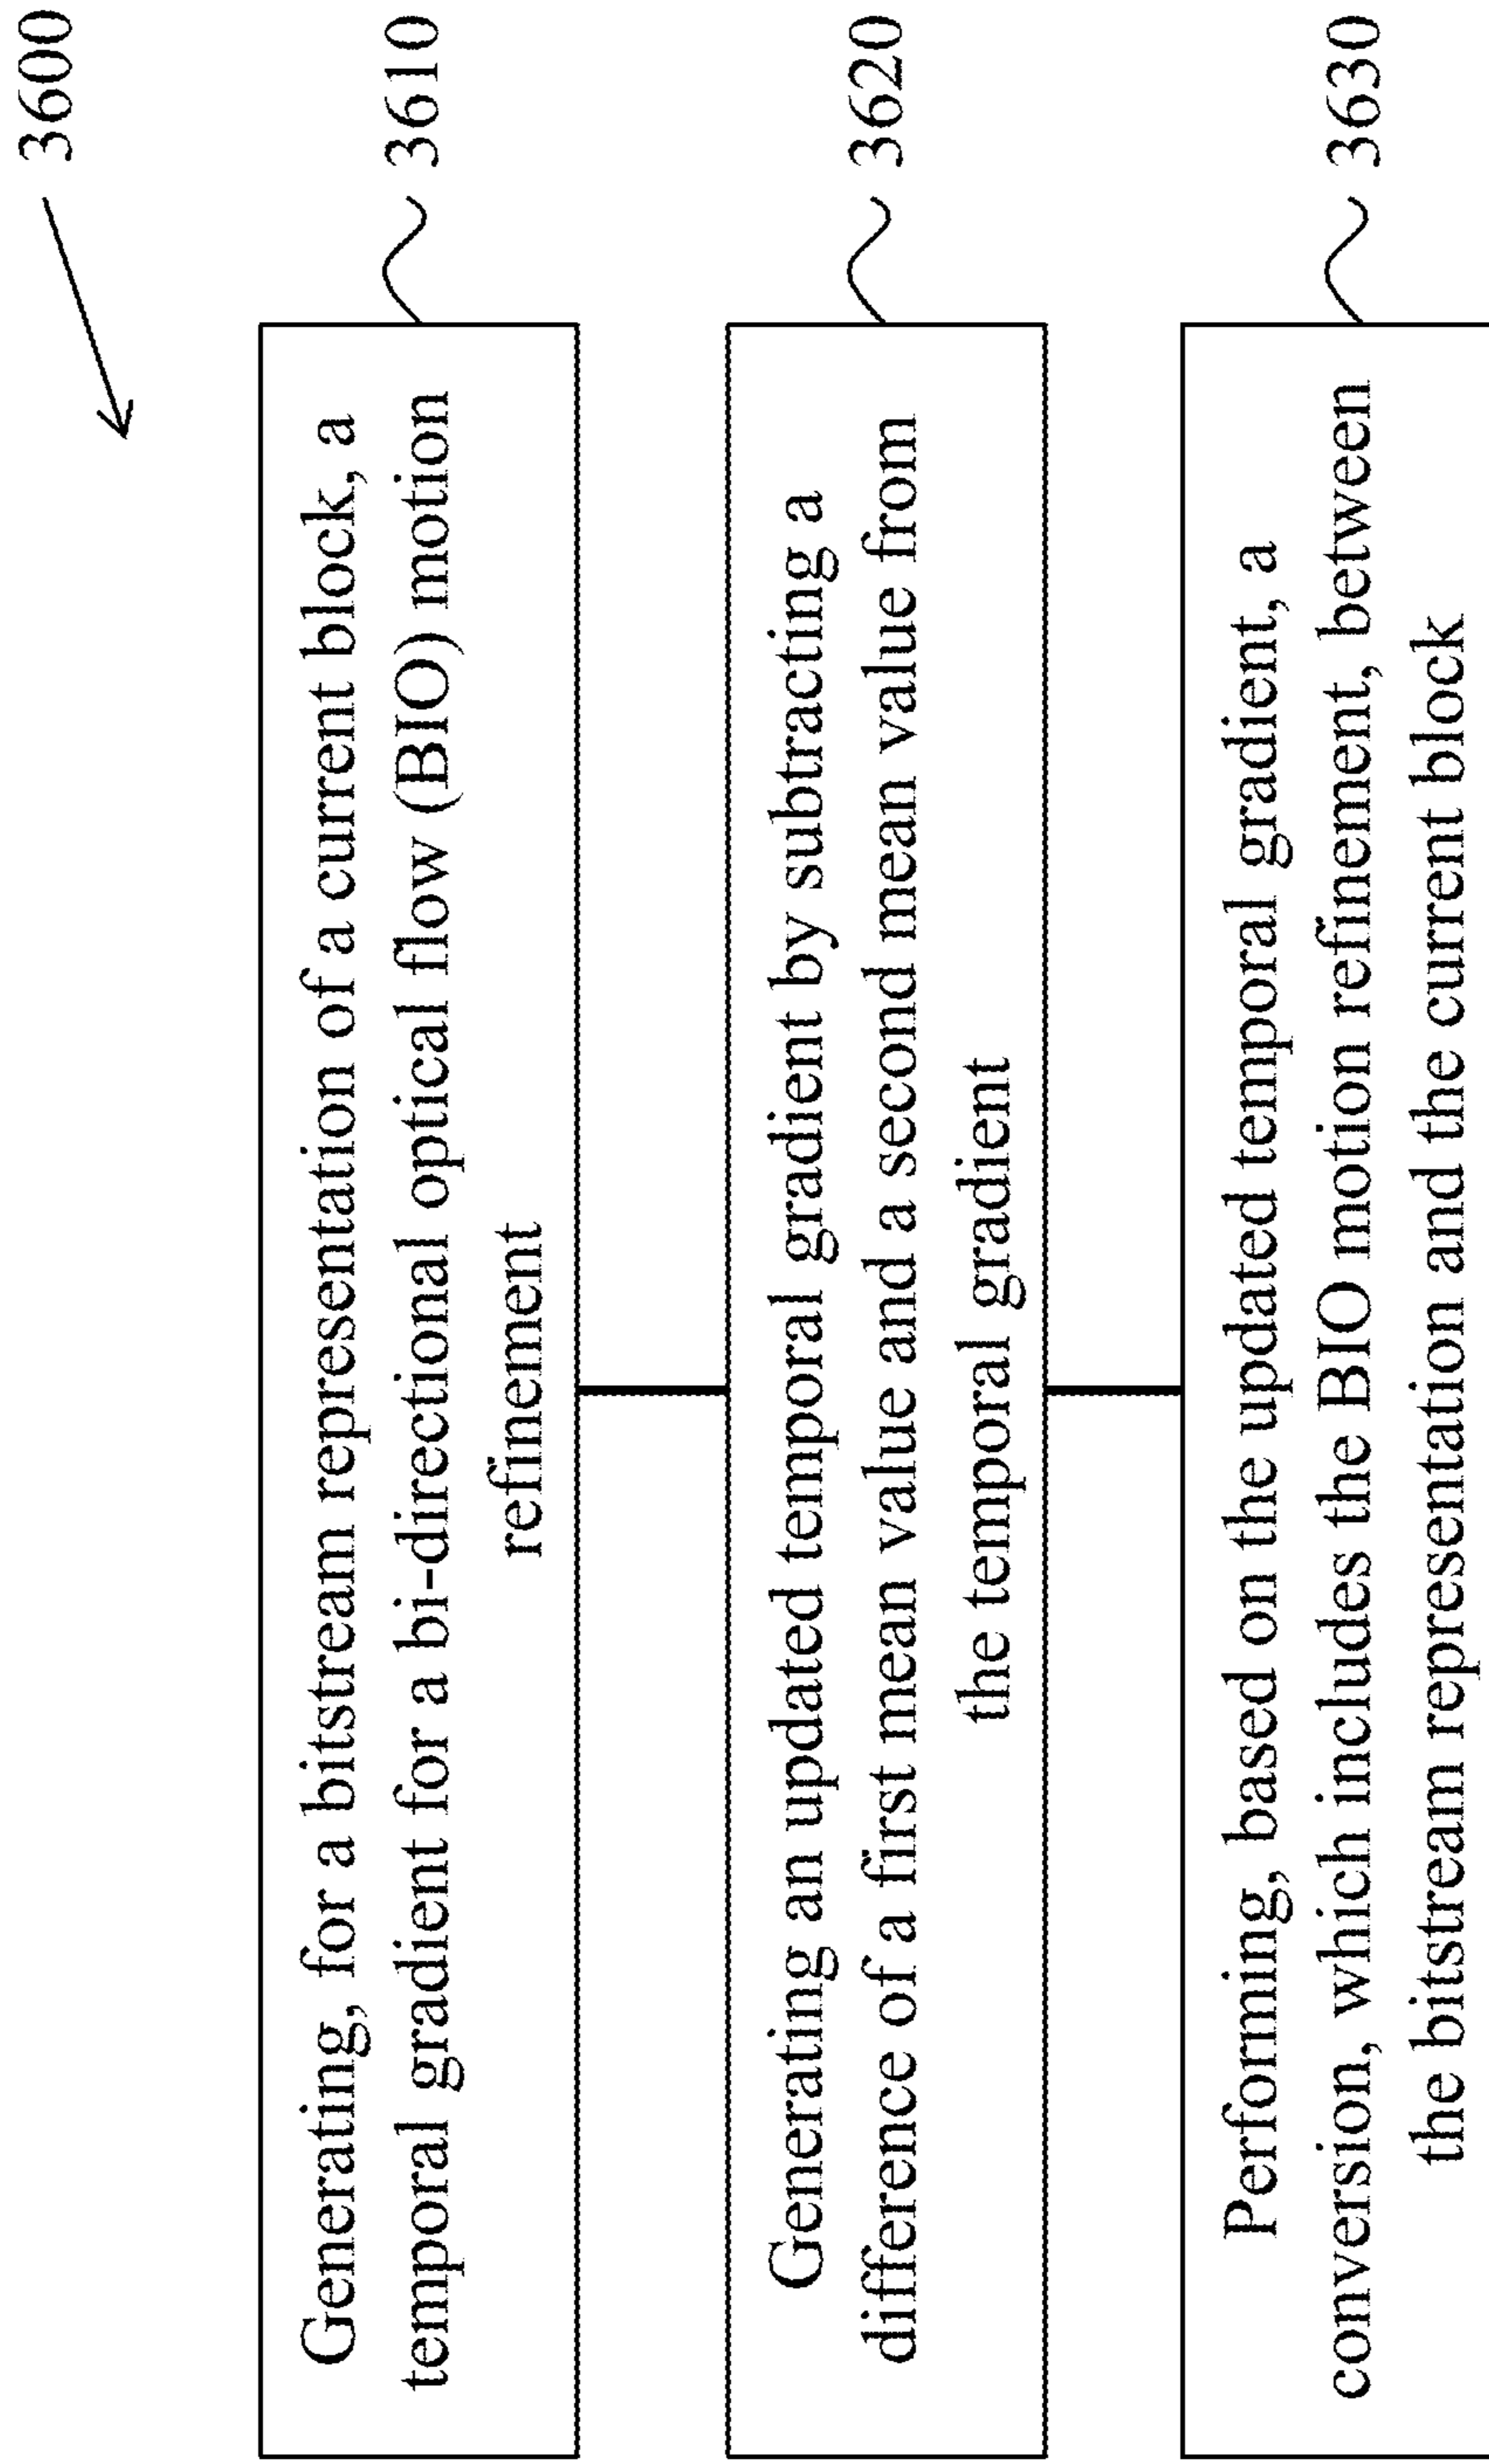 3600
Generating, for a bitstream representation of a current block, a
temporal gradient for a bi-directional optical flow (BIO) motion
refinement
3610
Generating an updated temporal gradient by subtracting a
difference of a first mean value and a second mean value from
the temporal gradient
3620
Performing, based on the updated temporal gradient, a
conversion, which includes the BIO motion refinement, between
the bitstream representation and the current block
3630